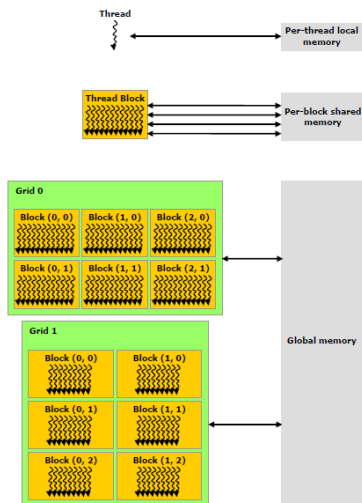 Thread
Per-thread local
memory
Thread Block
Per-block shared
memory
Grid 0
Block (0, 0) Block (1, 0) Block (2, 0)
Block (0, 1) Block (1, 1) Block (2, 1)
Grid 1
Global memory
Block (0, 0) Block (1, 0)
Block (0, 1) Block (1, 1)
Block (0, 2) Block (1, 2)